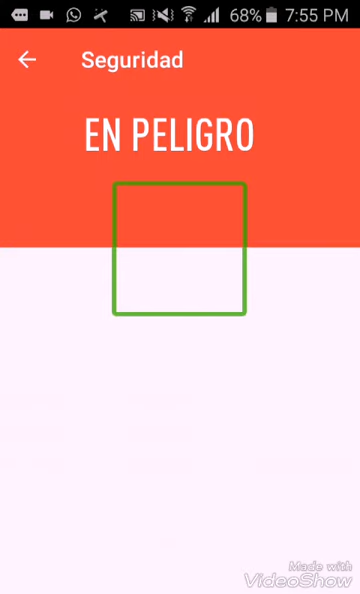 68% 7:55 PM
Seguridad
EN PELIGRO
Made with
VideoShow